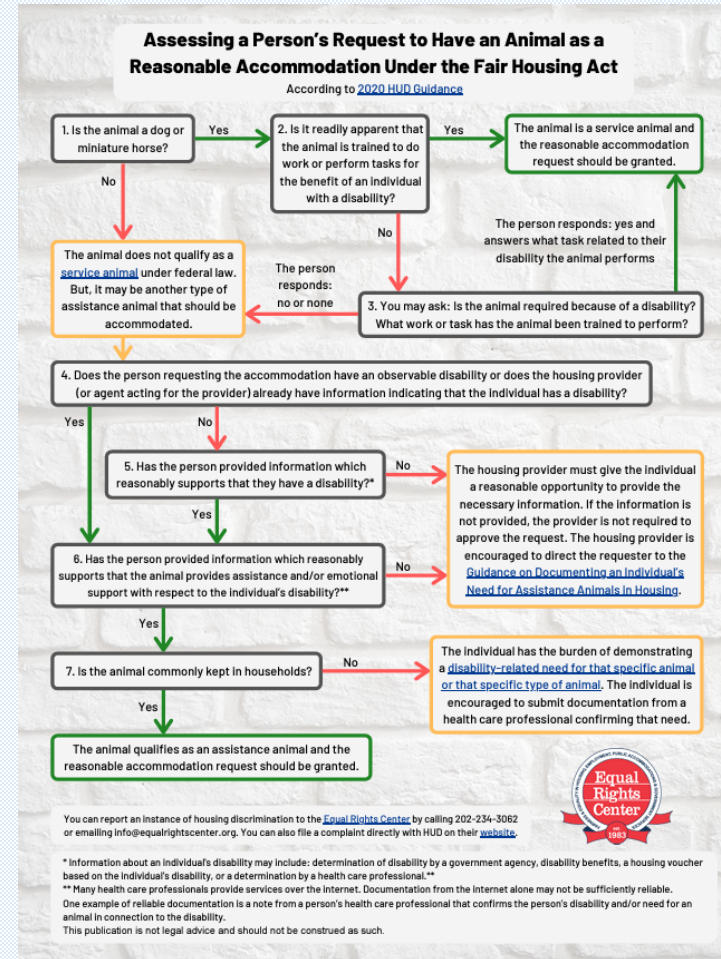 Assessing a Person's Request to Have an Animal as a
Reasonable Accommodation Under the Fair Housing Act
According to 2020 HUD Guidance
1. Is the animal a dog or
miniature horse?
Yes
2. Is it readily apparent that
the animal is trained to do
work or perform tasks for
the benefit of an individual
with a disability?
Yes
The animal is a service animal and
the reasonable accommodation
request should be granted.
No
No
The person responds: yes and
answers what task related to their
disability the animal performs
The animal does not qualify as a
service animal under federal law.
But, it may be another type of
assistance animal that should be
accommodated.
The person
responds:
no or none
3. You may ask: Is the animal required because of a disability?
What work or task has the animal been trained to perform?
4. Does the person requesting the accommodation have an observable disability or does the housing provider
(or agent acting for the provider) already have information indicating that the individual has a disability?
Yes
No
5. Has the person provided information which
reasonably supports that they have a disability?*
No
The housing provider must give the individual
a reasonable opportunity to provide the
necessary information. If the information is
not provided, the provider is not required to
approve the request. The housing provider is
encouraged to direct the requester to the
Guidance on Documenting an Individual's
Need for Assistance Animals in Housing.
Yes
6. Has the person provided information which reasonably
supports that the animal provides assistance and/or emotional
support with respect to the individual's disability?**
No
Yes
7. Is the animal commonly kept in households?
No
The individual has the burden of demonstrating
a disability-related need for that specific animal
or that specific type of animal. The individual is
encouraged to submit documentation from a
health care professional confirming that need.
Yes
The animal qualifies as an assistance animal and the
reasonable accommodation request should be granted.
Equal
Rights
Center
est.
1983
You can report an instance of housing discrimination to the Equal Rights Center by calling 202-234-3062
or emailing info@equalrightscenter.org. You can also file a complaint directly with HUD on their website.
* Information about an individual's disability may include: determination of disability by a government agency, disability benefits, a housing voucher
based on the individual's disability, or a determination by a health care professional.**
** Many health care professionals provide services over the internet. Documentation from the internet alone may not be sufficiently reliable.
One example of reliable documentation is a note from a person's health care professional that confirms the person's disability and/or need for an
animal in connection to the disability.
This publication is not legal advice and should not be construed as such.